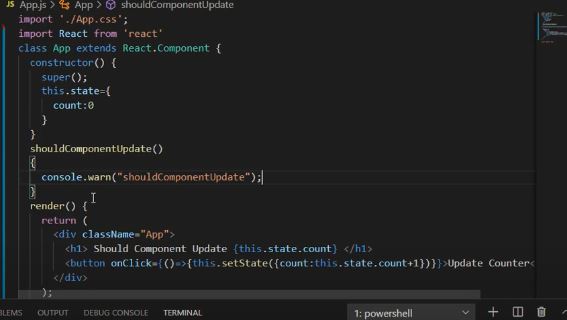 JS App.js > App > shouldComponentUpdate
import './App.css';
import React from 'react'
class App extends React.Component {
constructor() {
super();
this.state={
count:0
}
}
shouldComponentUpdate()
{
console.warn("shouldComponentUpdate");
}
render() {
return (
<div className="App">
<h1> Should Component Update {this.state.count} </h1>
<button onClick={()=>{this.setState({count:this.state.count+1})}}>Update Counter<
</div>
);
BLEMS OUTPUT DEBUG CONSOLE TERMINAL 1: powershell